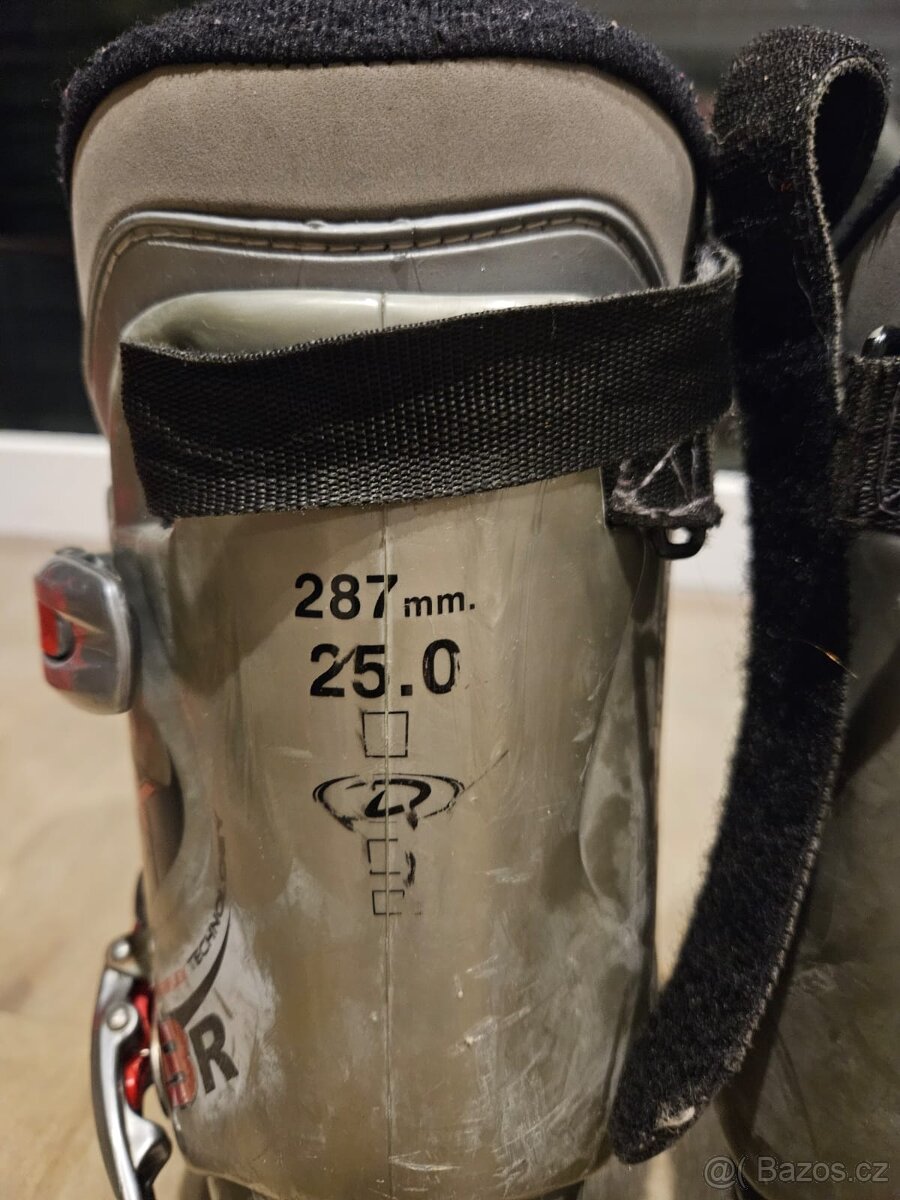 287 mm.
25.0
TECHNO
R
@( Bazos.cz